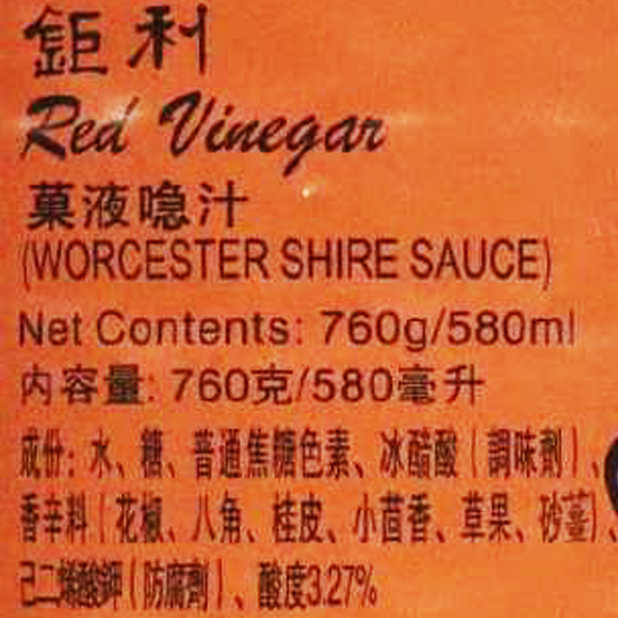 鉅利
Red Vinegar
菓液喼汁
(WORCESTER SHIRE SAUCE)
Net Contents: 760g/580ml
内容量: 760克/580毫升
成份: 水、糖、普通焦糖色素、冰醋酸(調味劑)、
香辛料(花椒、八角、桂皮、小茴香、草果、砂薑)、
己二烯酸鉀(防腐劑)、酸度3.27%